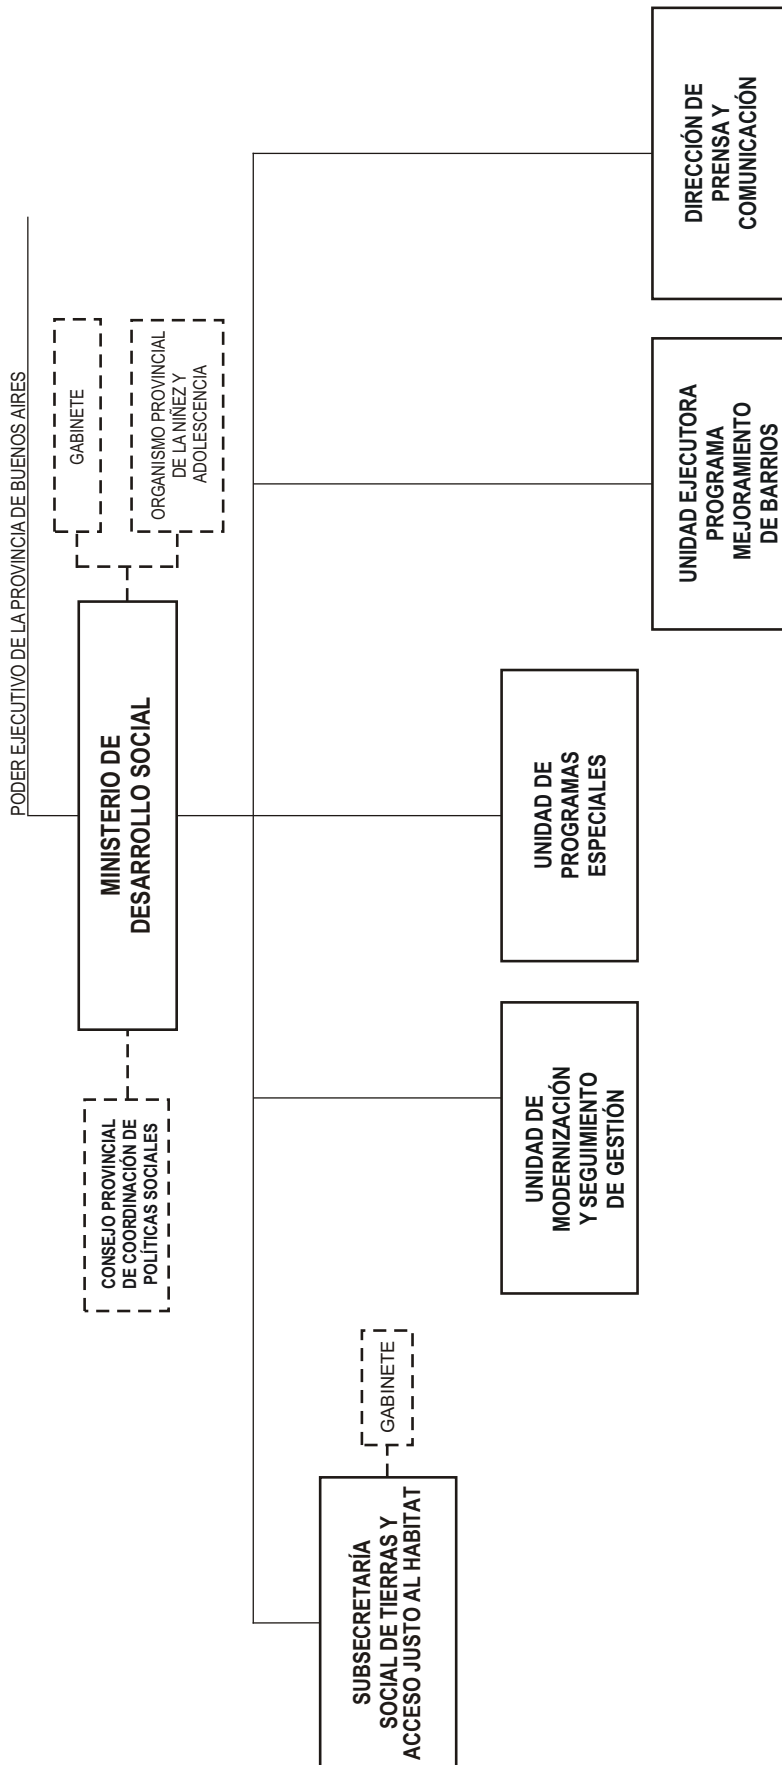 PODER EJECUTIVO DE LA PROVINCIA DE BUENOS AIRES
CONSEJO PROVINCIAL
DE COORDINACIÓN DE
POLÍTICAS SOCIALES
MINISTERIO DE
DESARROLLO SOCIAL
GABINETE
ORGANISMO PROVINCIAL
DE LA NIÑEZ Y
ADOLESCENCIA
SUBSECRETARÍA
SOCIAL DE TIERRAS Y
ACCESO JUSTO AL HABITAT
GABINETE
UNIDAD DE
MODERNIZACIÓN
Y SEGUIMIENTO
DE GESTIÓN
UNIDAD DE
PROGRAMAS
ESPECIALES
UNIDAD EJECUTORA
PROGRAMA
MEJORAMIENTO
DE BARRIOS
DIRECCIÓN DE
PRENSA Y
COMUNICACIÓN